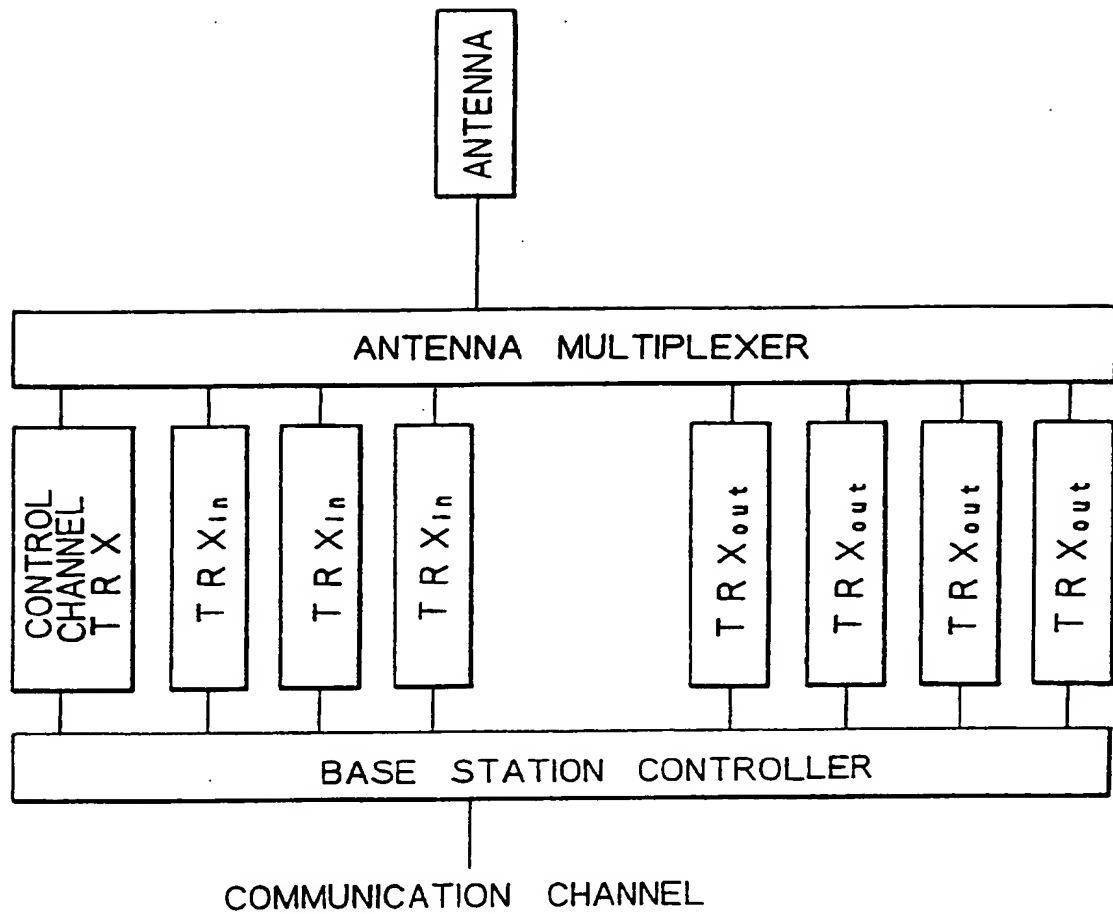 ANTENNA
ANTENNA MULTIPLEXER
CONTROL
CHANNEL
TRX
TRXin
TRXin
TRXin
TRXout
TRXout
TRXout
TRXout
BASE STATION CONTROLLER
COMMUNICATION CHANNEL